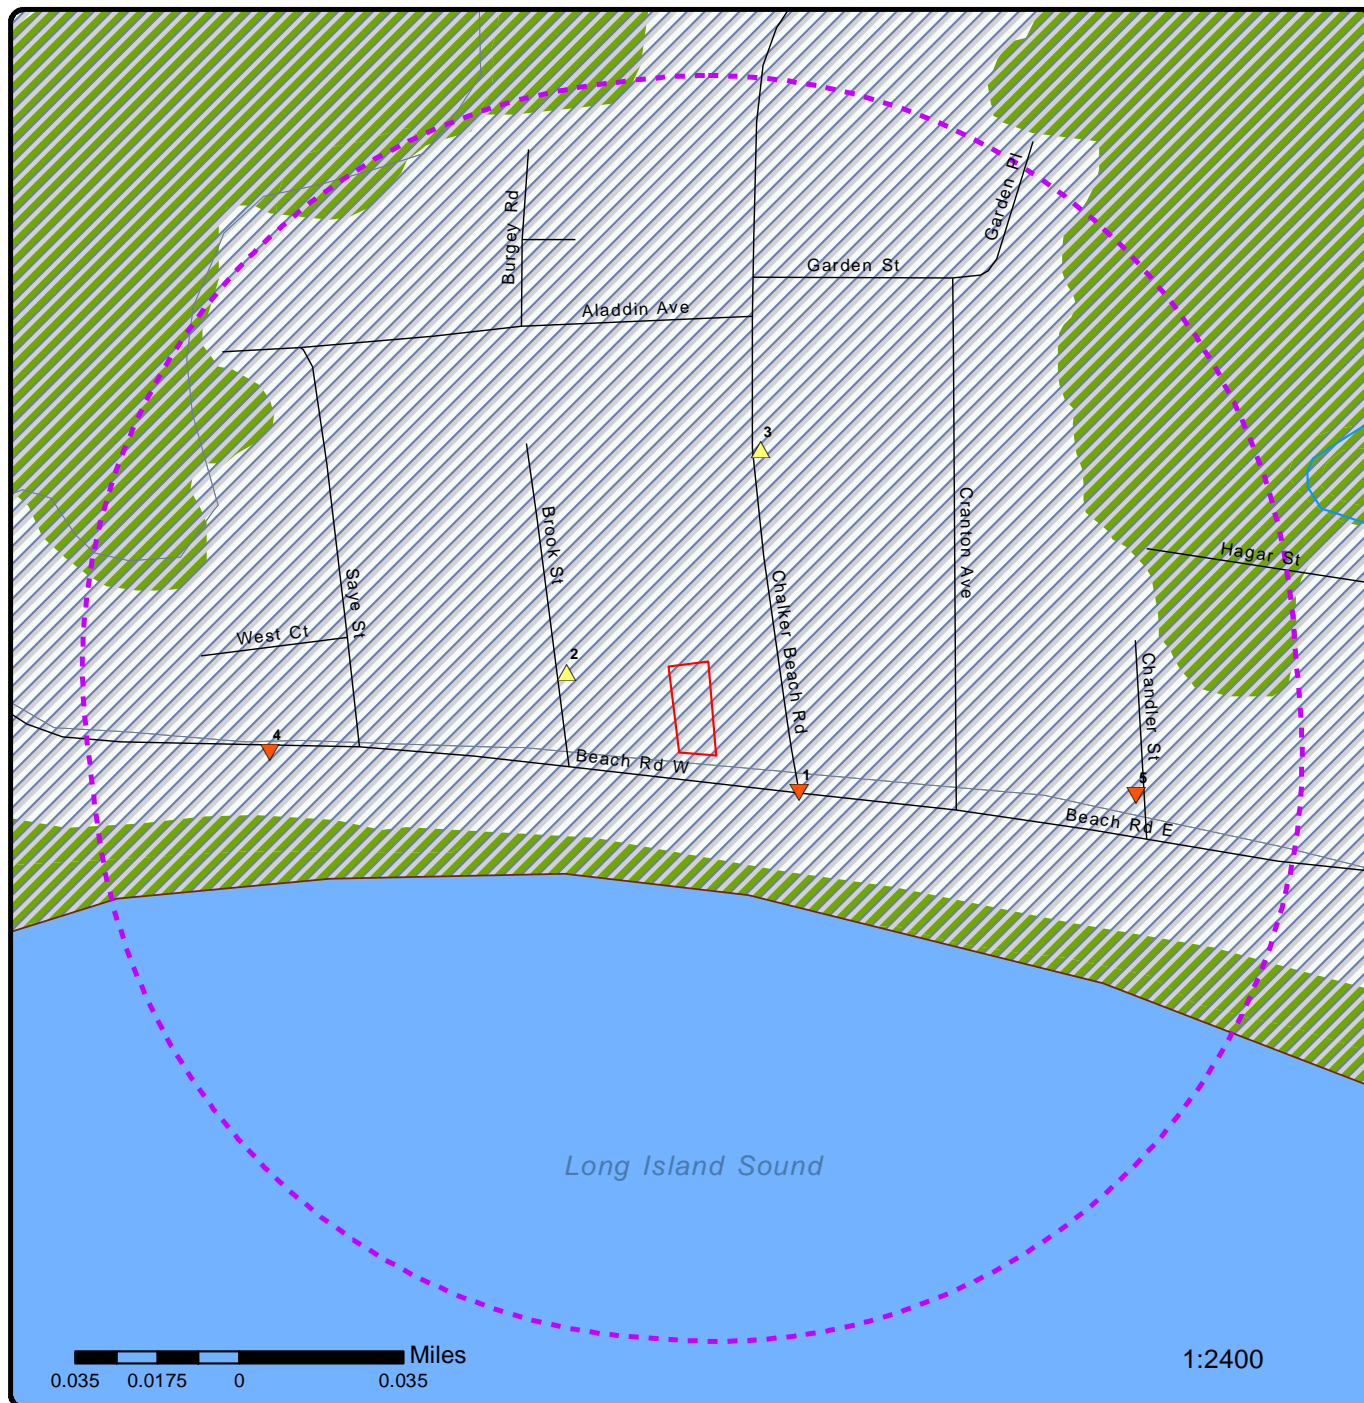 Garden Pl
Burgey Rd
Garden St
Aladdin Ave
3
Cranton Ave
Brook St
Hagar St
Saye St
Chalker Beach Rd
West Ct
2
Chandler St
4
Beach Rd W
1
5
Beach Rd E
Long Island Sound
Miles
0.035 0.0175 0 0.035
1:2400